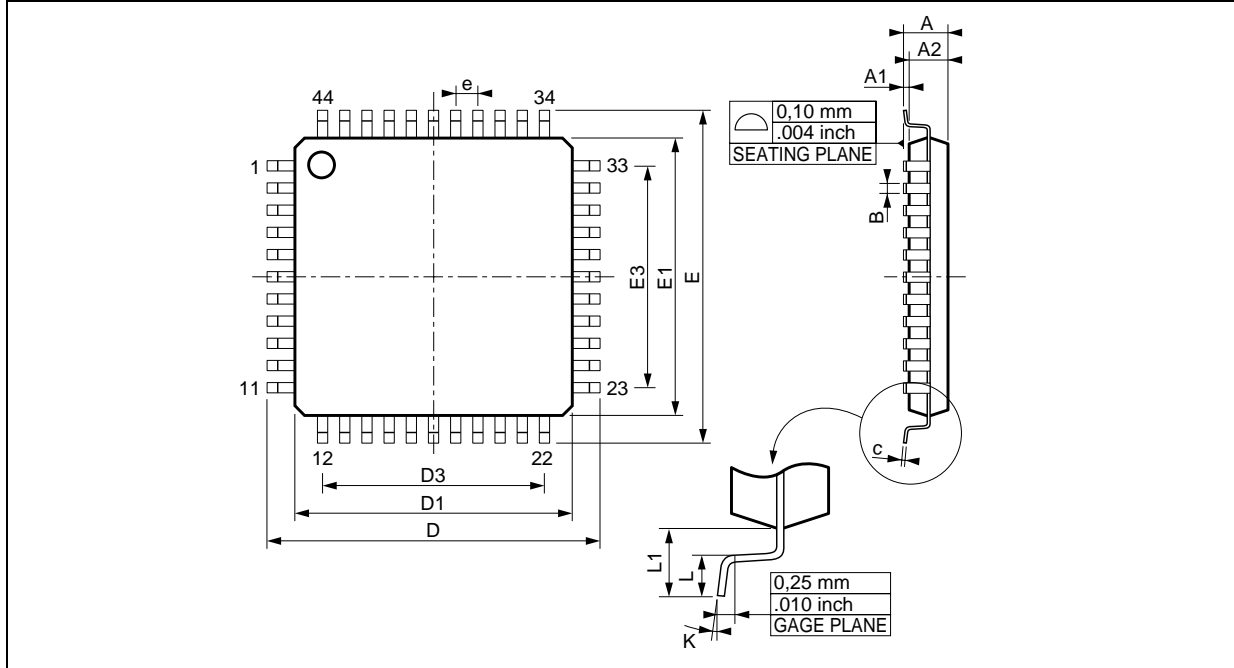 A
A2
A1
e
44
34
0,10 mm
.004 inch
SEATING PLANE
1
33
B
E3
E1
E
11
23
12
22
c
D3
D1
D
L1
L
0,25 mm
.010 inch
GAGE PLANE
K